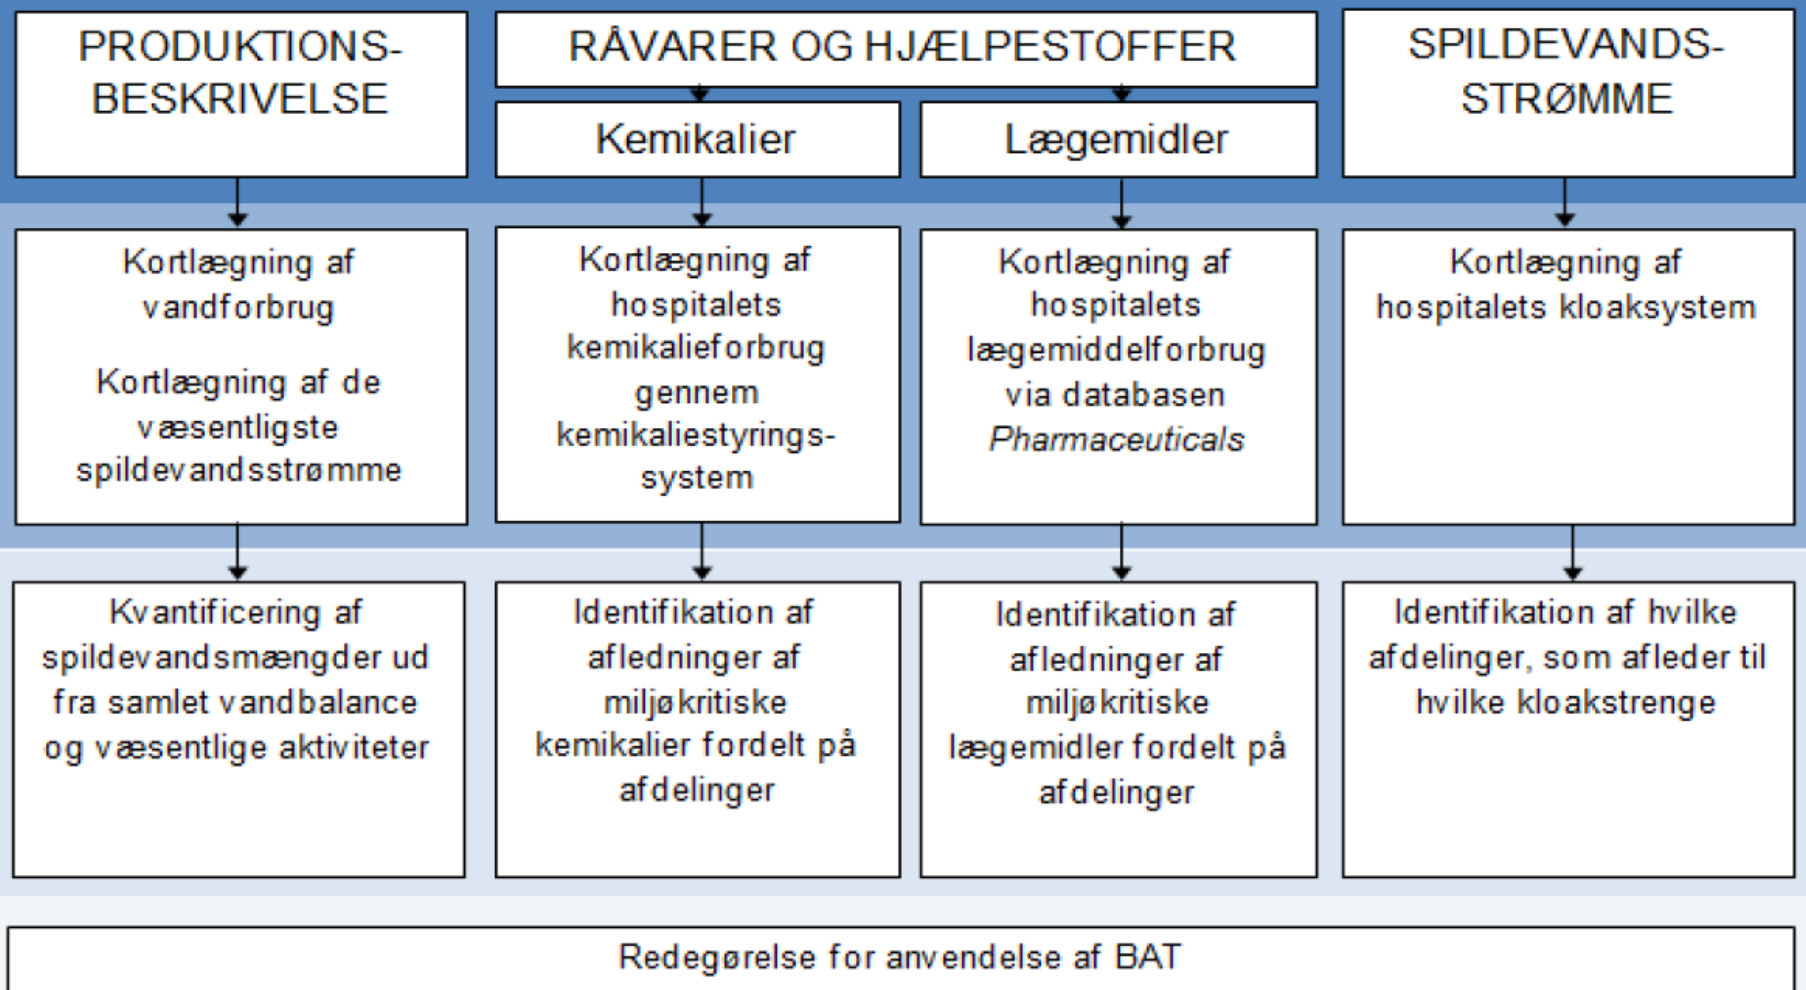 PRODUKTIONS-
BESKRIVELSE
RÅVARER OG HJÆLPESTOFFER
Kemikalier
Lægemidler
SPILDEVANDS-
STRØMME
Kortlægning af
vandforbrug
Kortlægning af de
væsentligste
spildevandsstrømme
Kortlægning af
hospitalets
kemikalieforbrug
gennem
kemikaliestyrings-
system
Kortlægning af
hospitalets
lægemiddelforbrug
via databasen
Pharmaceuticals
Kortlægning af
hospitalets kloaksystem
Kvantificering af
spildevandsmængder ud
fra samlet vandbalance
og væsentlige aktiviteter
Identifikation af
afledninger af
miljøkritiske
kemikalier fordelt på
afdelinger
Identifikation af
afledninger af
miljøkritiske
lægemidler fordelt på
afdelinger
Identifikation af hvilke
afdelinger, som afleder til
hvilke kloakstrenge
Redegørelse for anvendelse af BAT